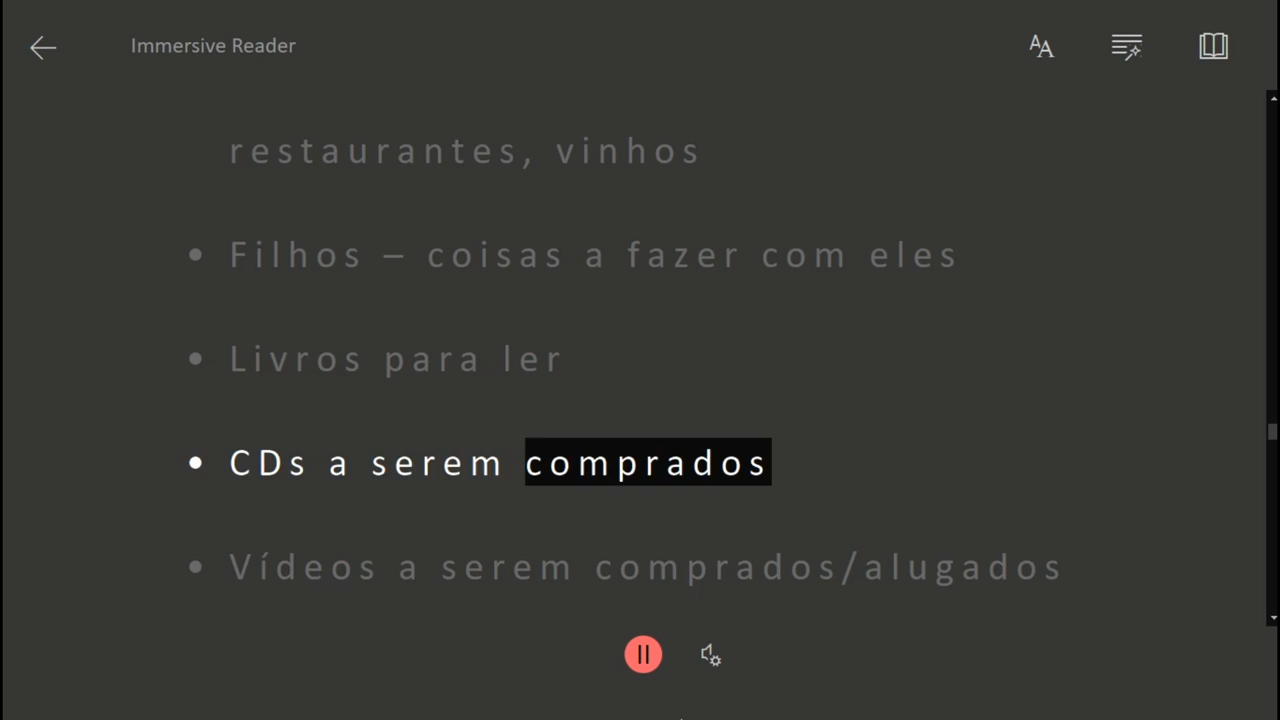 Immersive Reader
restaurantes, vinhos
• Filhos – coisas a fazer com eles
• Livros para ler
• CDs a serem comprados
• Vídeos a serem comprados/alugados